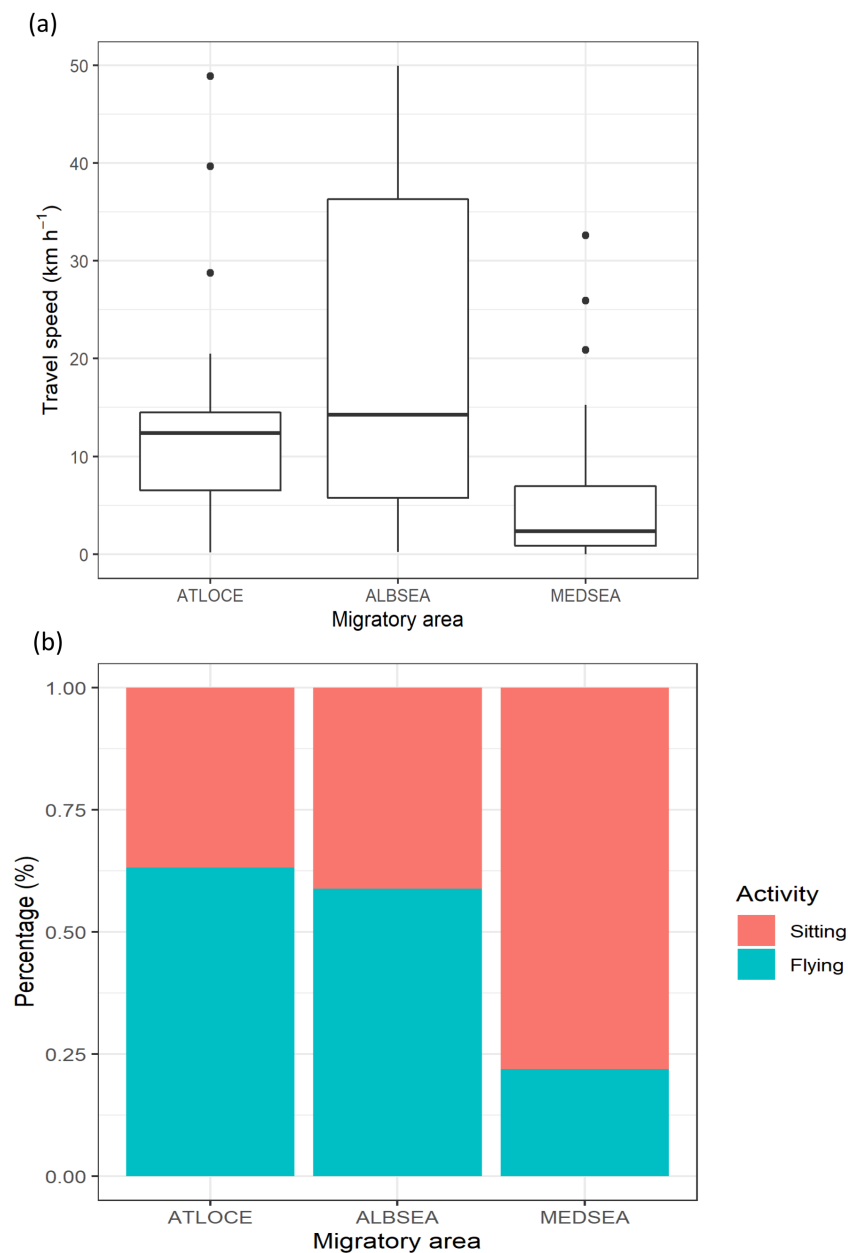 (a)
50
40
30
20
10
0
Travel speed (km h⁻¹)
ATLOCE ALBSEA MEDSEA
Migratory area
(b)
1.00
0.75
0.50
0.25
0.00
Percentage (%)
ATLOCE ALBSEA MEDSEA
Migratory area
Activity
Sitting
Flying